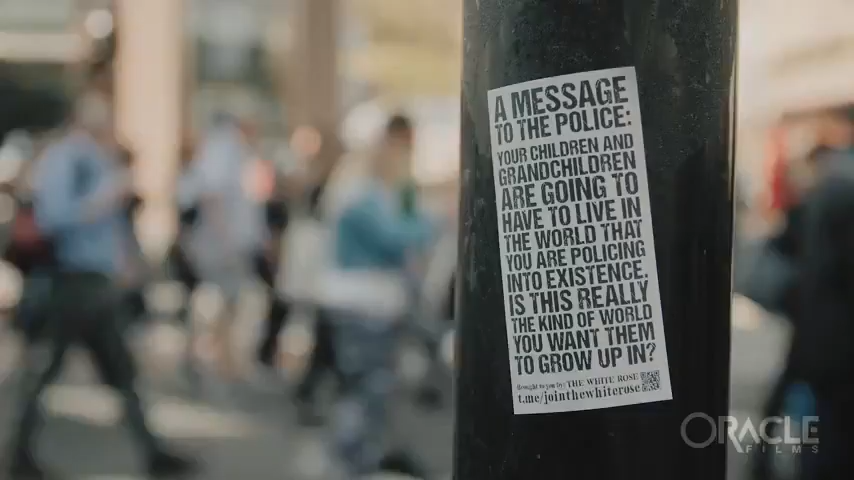 A MESSAGE
TO THE POLICE:
YOUR CHILDREN AND
GRANDCHILDREN
ARE GOING TO
HAVE TO LIVE IN
THE WORLD THAT
YOU ARE POLICING
INTO EXISTENCE.
IS THIS REALLY
THE KIND OF WORLD
YOU WANT THEM
TO GROW UP IN?
Brought to you by: THE WHITE ROSE
t.me/jointhewhiterose
ORACLE
FILMS